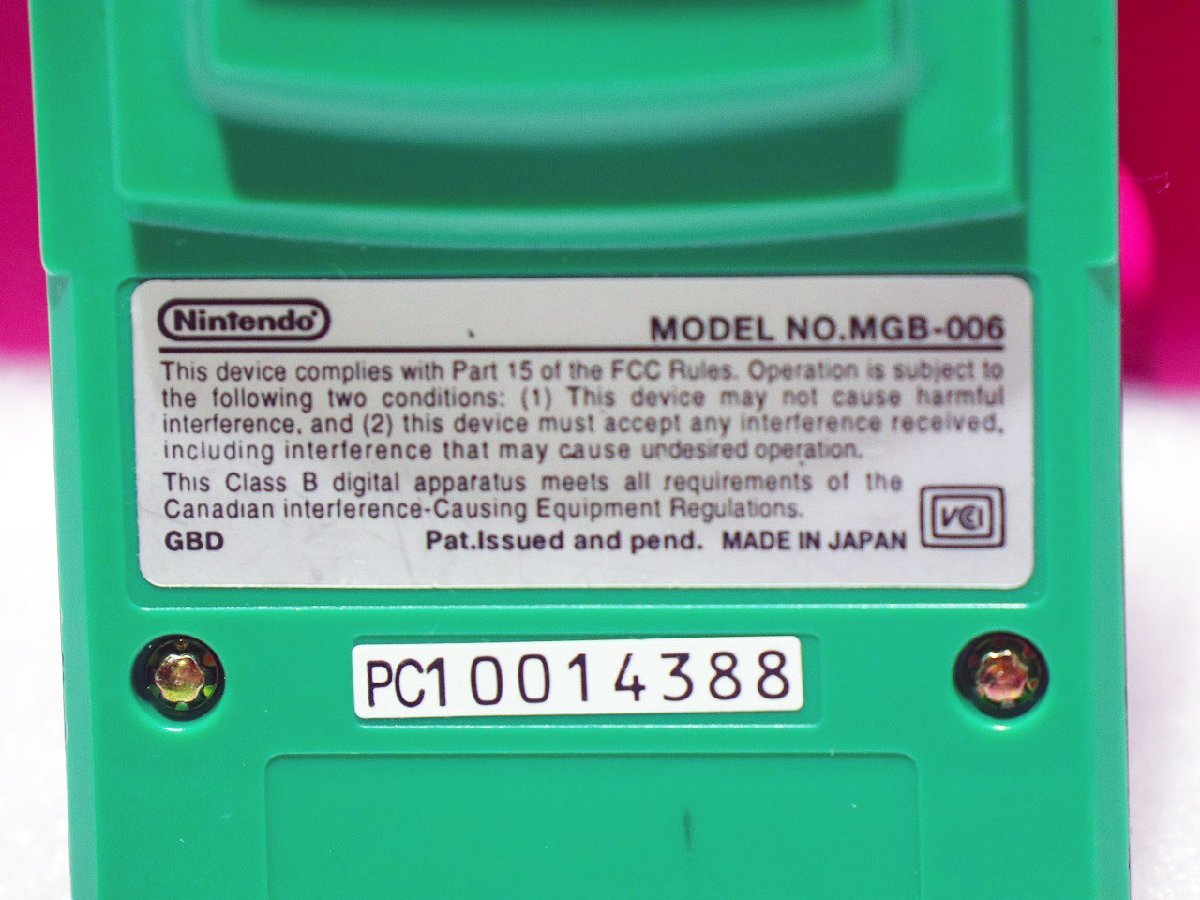 Nintendo
MODEL NO.MGB-006
This device complies with Part 15 of the FCC Rules. Operation is subject to
the following two conditions: (1) This device may not cause harmful
interference, and (2) this device must accept any interference received,
including interference that may cause undesired operation.
This Class B digital apparatus meets all requirements of the
Canadian interference-Causing Equipment Regulations.
VCI
GBD Pat.Issued and pend. MADE IN JAPAN
PC10014388